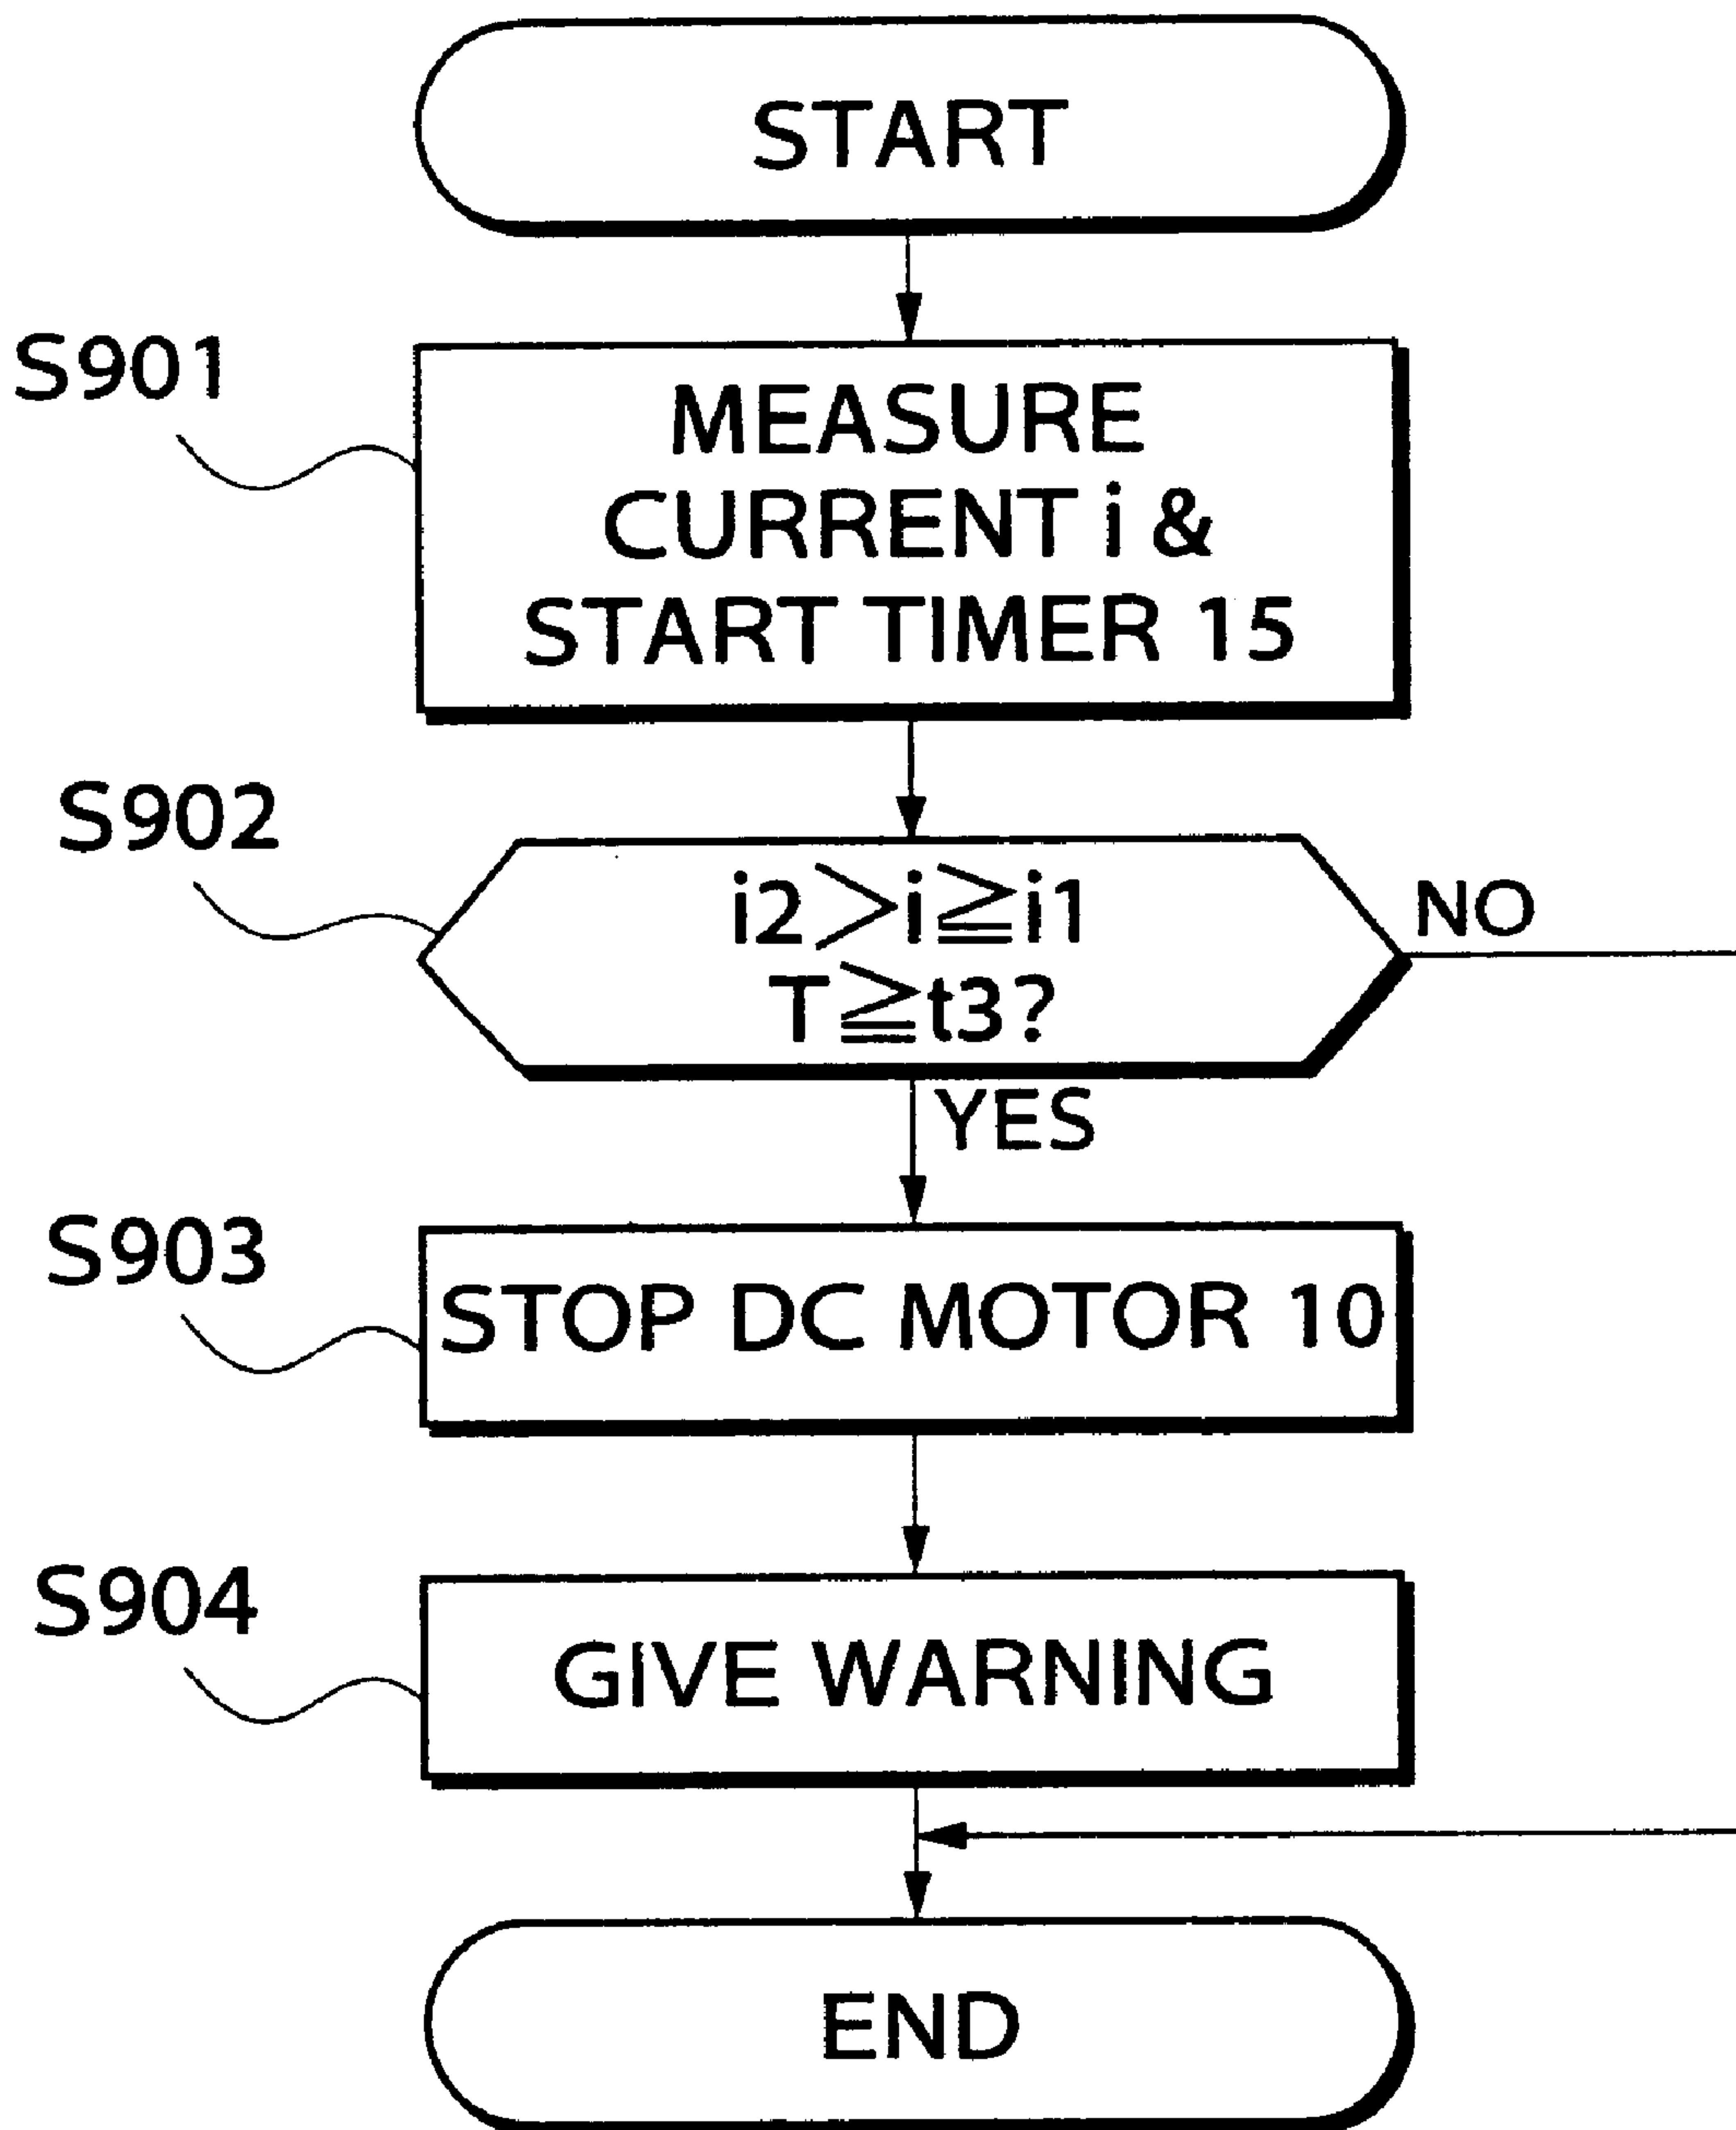 START
S901
MEASURE
CURRENT i &
START TIMER 15
S902
i2>i≧i1
T≧t3?
NO
YES
S903
STOP DC MOTOR 10
S904
GIVE WARNING
END